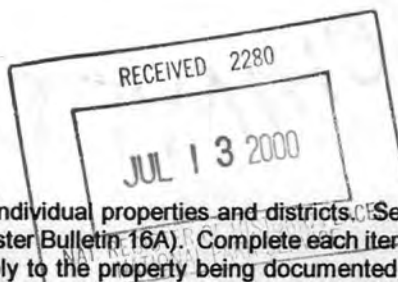 RECEIVED 2280
JUL 13 2000
individual properties and districts. Se
ster Bulletin 16A). Complete each iter
ly to the property being documented